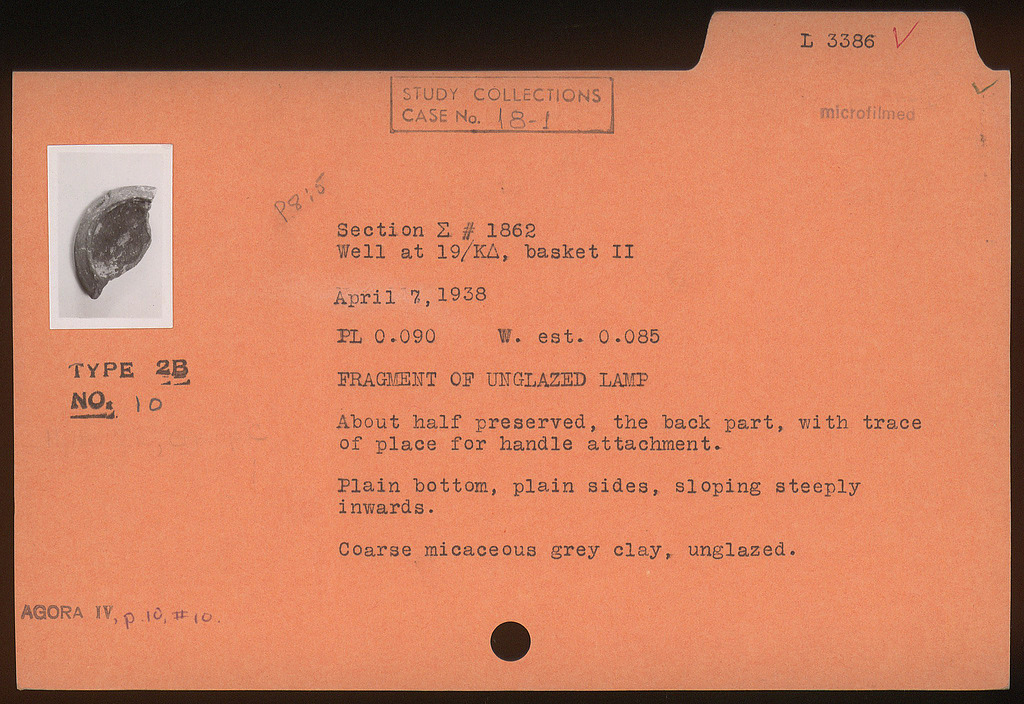 L 3386 ✓
STUDY COLLECTIONS
CASE No. 18-1
microfilmed
Section Σ # 1862
Well at 19/ΚΔ, basket II
April 7, 1938
PL 0.090 W. est. 0.085
TYPE 2B
NO. 10
FRAGMENT OF UNGLAZED LAMP
About half preserved, the back part, with trace
of place for handle attachment.
Plain bottom, plain sides, sloping steeply
inwards.
Coarse micaceous grey clay, unglazed.
AGORA IV, p.10, #10.